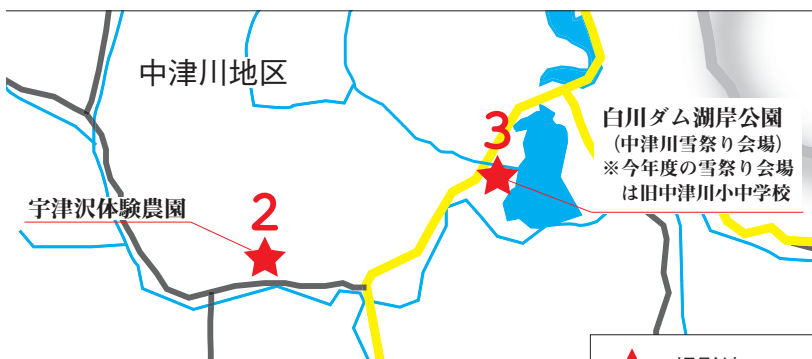 中津川地区
3
白川ダム湖岸公園
（中津川雪祭り会場）
※今年度の雪祭り会場
は旧中津川小中学校
宇津沢体験農園
2